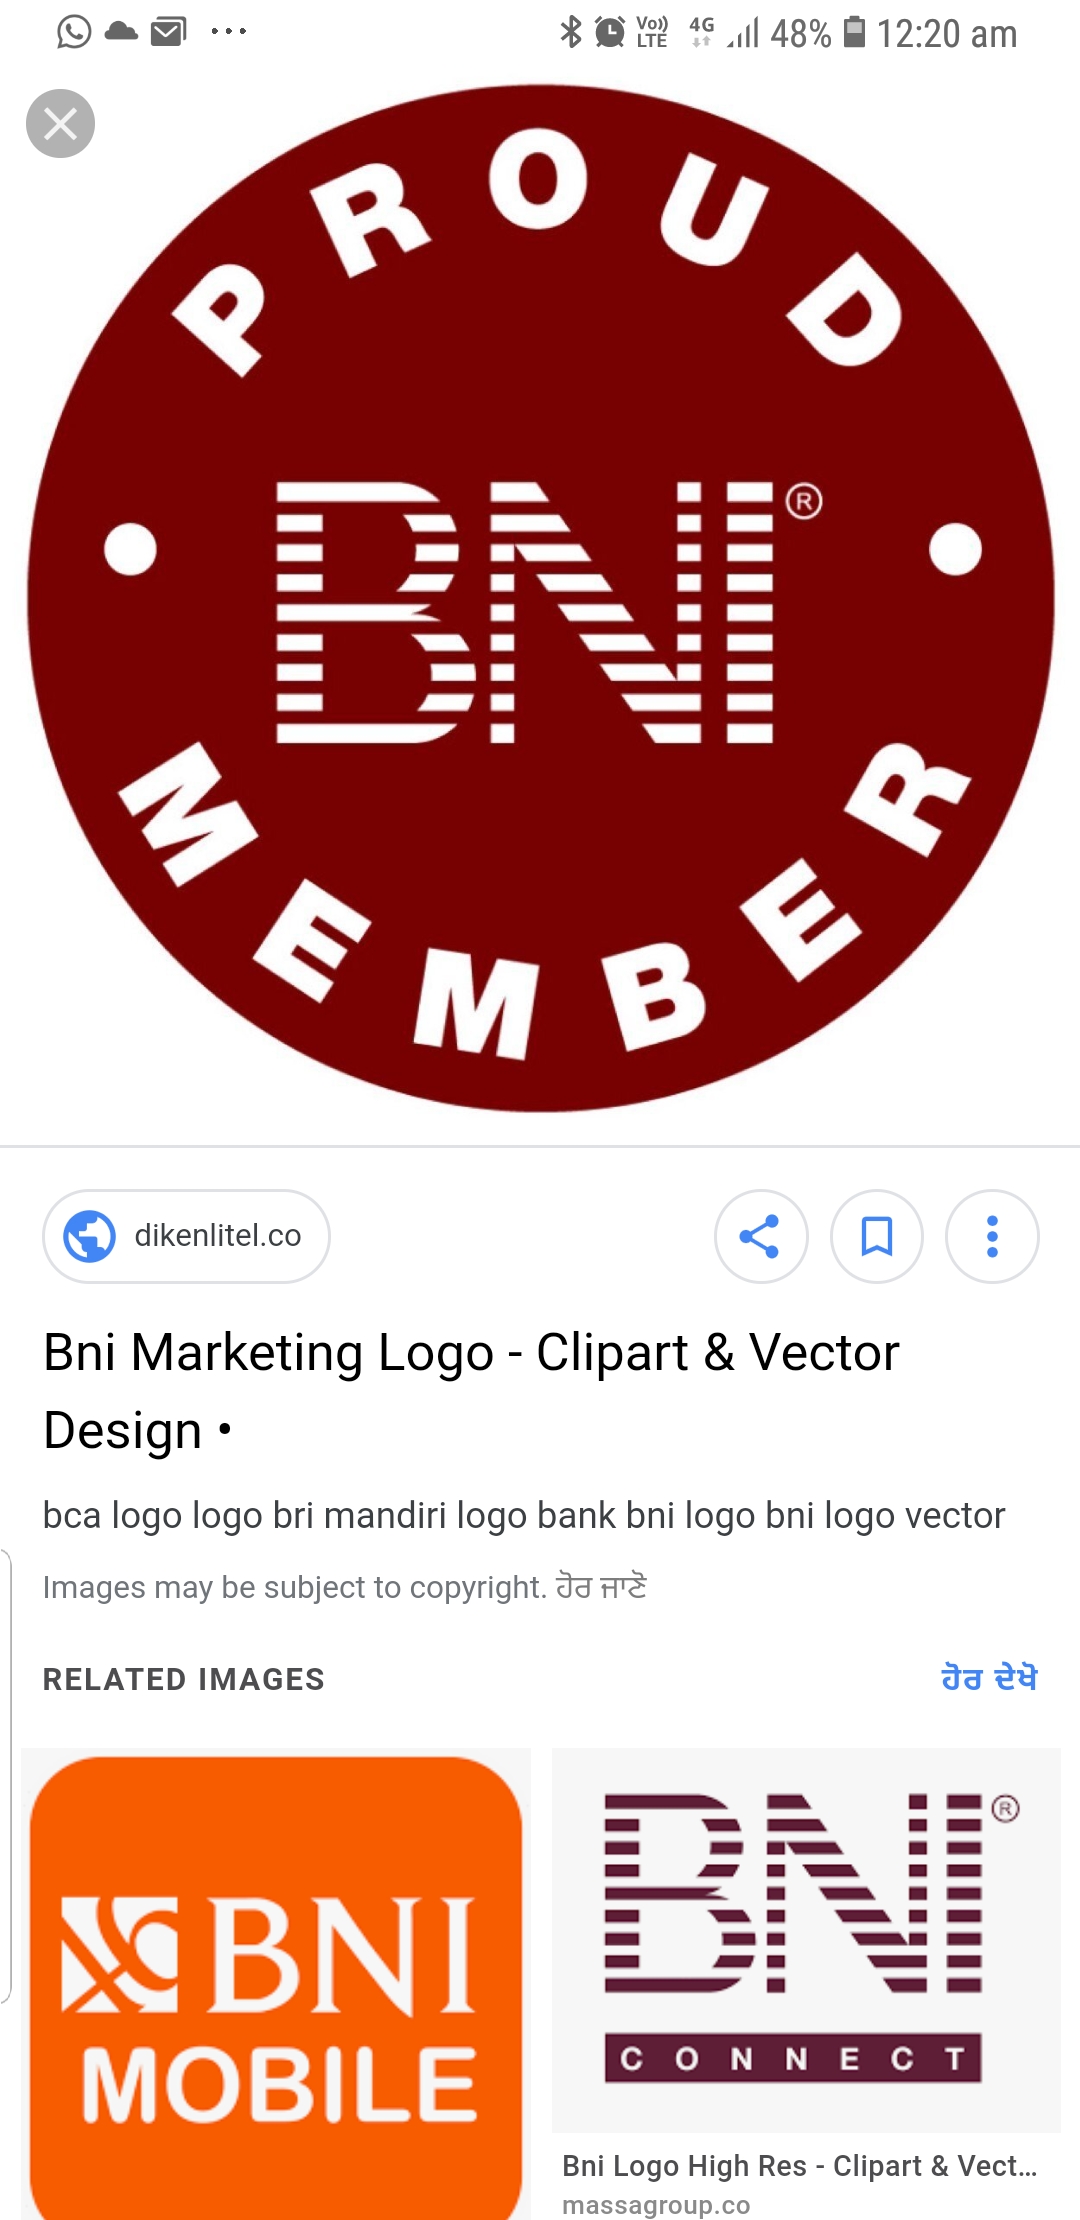 48% 12:20 am
Vo)) LTE 4G
PROUD
BNI®
MEMBER
dikenlitel.co
Bni Marketing Logo - Clipart & Vector
Design •
bca logo logo bri mandiri logo bank bni logo bni logo vector
Images may be subject to copyright. ਹੋਰ ਜਾਣੋ
RELATED IMAGES
ਹੋਰ ਦੇਖੋ
BNI
MOBILE
BNI®
CONNECT
Bni Logo High Res - Clipart & Vect...
massagroup.co